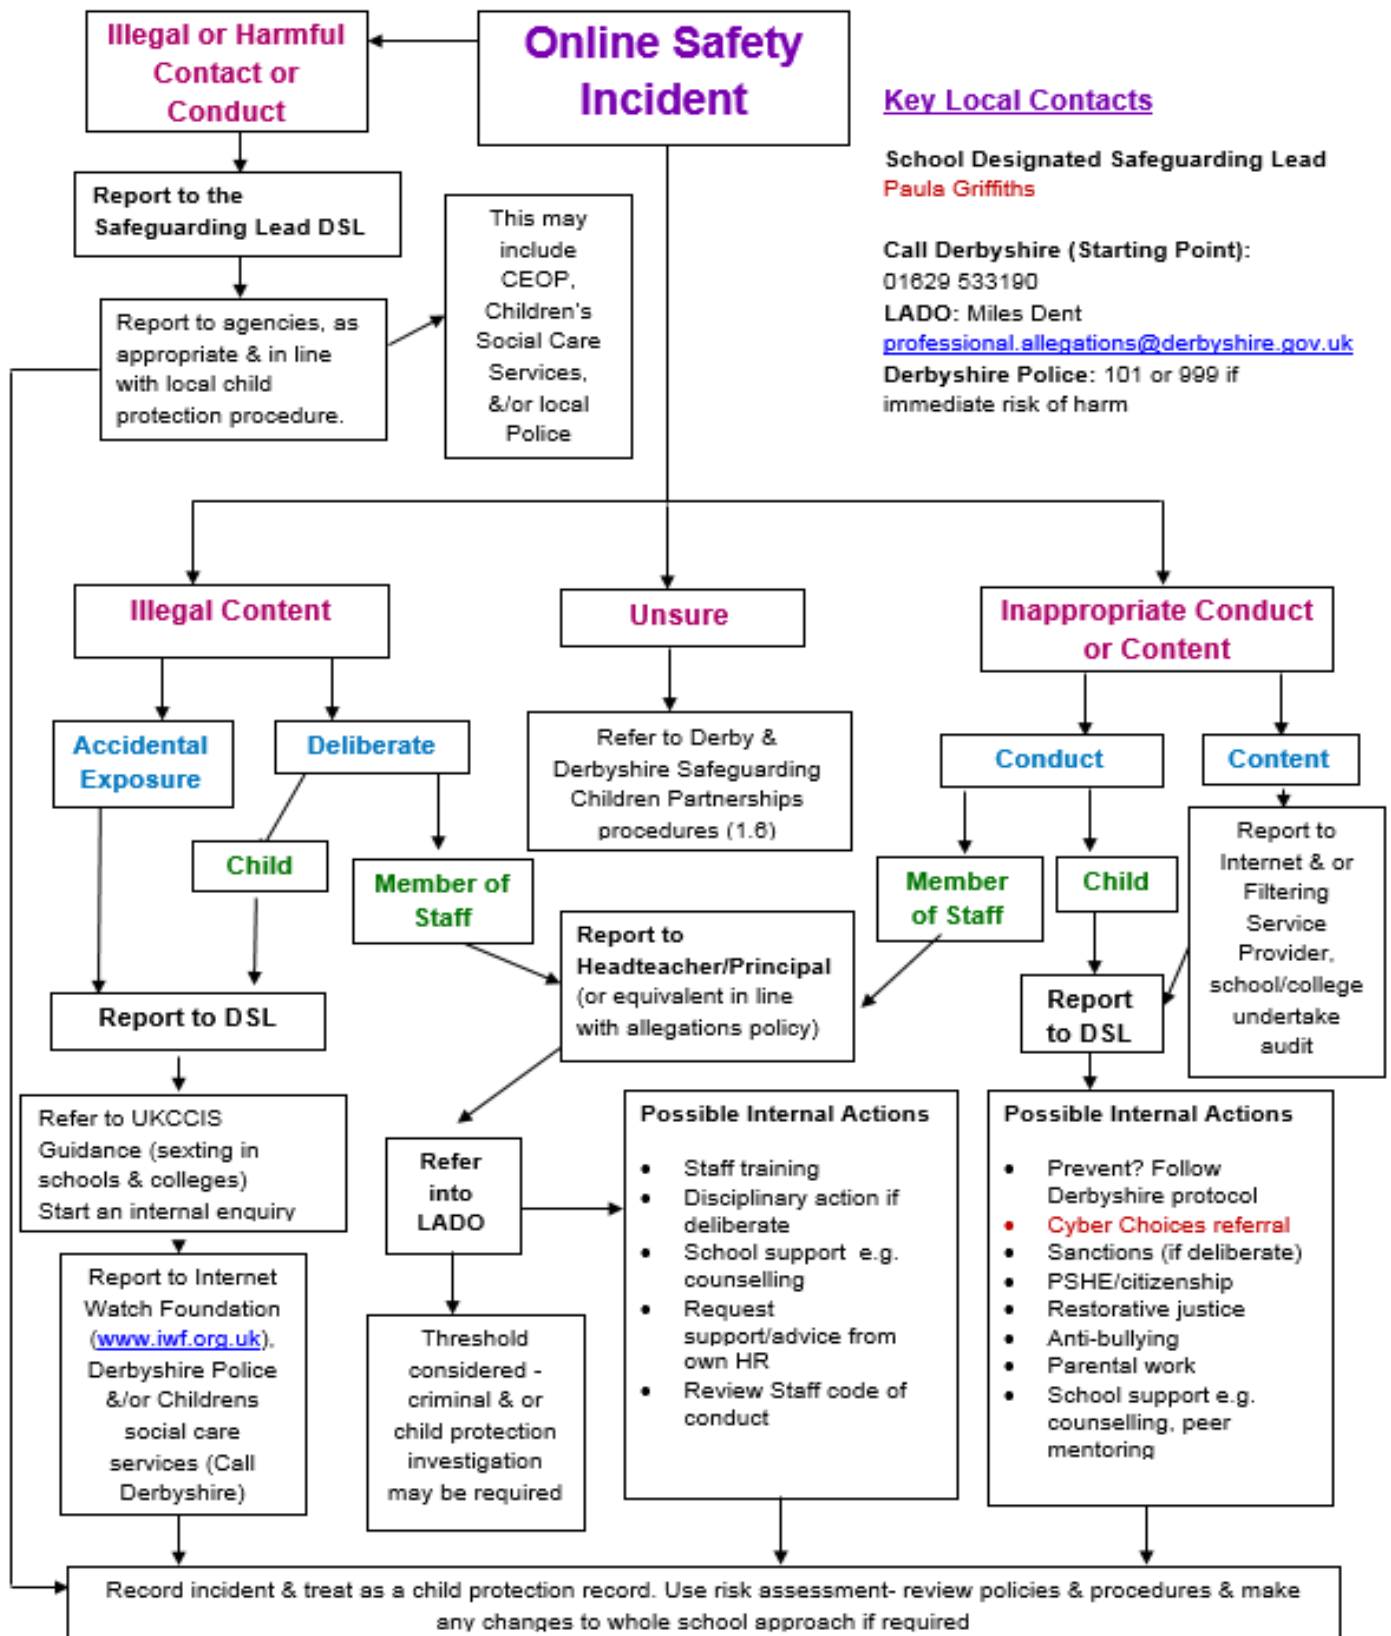 Illegal or Harmful
Contact or
Conduct
Online Safety
Incident
Key Local Contacts
School Designated Safeguarding Lead
Paula Griffiths
Call Derbyshire (Starting Point):
01629 533190
LADO: Miles Dent
professional.allegations@derbyshire.gov.uk
Derbyshire Police: 101 or 999 if
immediate risk of harm
Report to the
Safeguarding Lead DSL
This may
include
CEOP,
Children's
Social Care
Services,
&/or local
Police
Report to agencies, as
appropriate & in line
with local child
protection procedure.
Illegal Content
Unsure
Inappropriate Conduct
or Content
Accidental
Exposure
Deliberate
Refer to Derby &
Derbyshire Safeguarding
Children Partnerships
procedures (1.6)
Conduct
Content
Child
Member of
Staff
Member
of Staff
Child
Report to
Internet & or
Filtering
Service
Provider,
school/college
undertake
audit
Report to
Headteacher/Principal
(or equivalent in line
with allegations policy)
Report to DSL
Report
to DSL
Refer to UKCCIS
Guidance (sexting in
schools & colleges)
Start an internal enquiry
Refer
into
LADO
Possible Internal Actions
• Staff training
• Disciplinary action if
deliberate
• School support e.g.
counselling
• Request
support/advice from
own HR
• Review Staff code of
conduct
Possible Internal Actions
• Prevent? Follow
Derbyshire protocol
• Cyber Choices referral
• Sanctions (if deliberate)
• PSHE/citizenship
• Restorative justice
• Anti-bullying
• Parental work
• School support e.g.
counselling, peer
mentoring
Report to Internet
Watch Foundation
(www.iwf.org.uk),
Derbyshire Police
&/or Childrens
social care
services (Call
Derbyshire)
Threshold
considered -
criminal & or
child protection
investigation
may be required
Record incident & treat as a child protection record. Use risk assessment- review policies & procedures & make
any changes to whole school approach if required